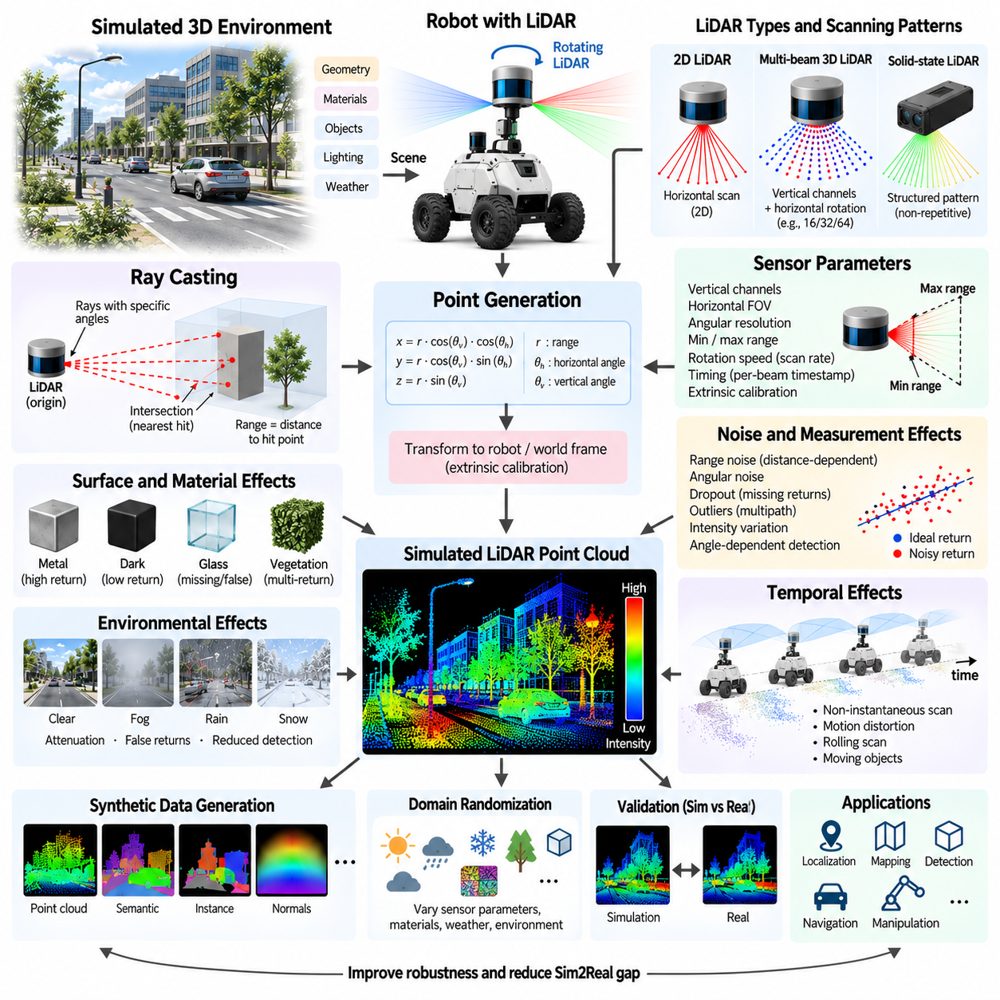 Simulated 3D Environment
Geometry
Materials
Objects
Lighting
Weather
Scene
Robot with LiDAR
Rotating
LiDAR
LiDAR Types and Scanning Patterns
2D LiDAR
Horizontal scan
(2D)
Multi-beam 3D LiDAR
Vertical channels
+ horizontal rotation
(e.g., 16/32/64)
Solid-state LiDAR
Structured pattern
(non-repetitive)
Ray Casting
Rays with specific
angles
LiDAR
(origin)
Intersection
(nearest hit)
Range = distance
to hit point
Point Generation
x = r · cos(θv) · cos(θh)
y = r · cos(θv) · sin (θh)
z = r · sin (θv)
r : range
θh : horizontal angle
θv : vertical angle
Transform to robot / world frame
(extrinsic calibration)
Sensor Parameters
Vertical channels
Horizontal FOV
Angular resolution
Min / max range
Rotation speed (scan rate)
Timing (per-beam timestamp)
Extrinsic calibration
Max range
Min range
Surface and Material Effects
Metal
(high return)
Dark
(low return)
Glass
(missing/false)
Vegetation
(multi-return)
Noise and Measurement Effects
Range noise (distance-dependent)
Angular noise
Dropout (missing returns)
Outliers (multipath)
Intensity variation
Angle-dependent detection
Ideal return
Noisy return
Simulated LiDAR Point Cloud
High
Low
Intensity
Environmental Effects
Clear
Fog
Rain
Snow
Attenuation · False returns · Reduced detection
Temporal Effects
time
• Non-instantaneous scan
• Motion distortion
• Rolling scan
• Moving objects
Synthetic Data Generation
Point cloud
Semantic
Instance
Normals
...
Domain Randomization
...
Vary sensor parameters,
materials, weather, environment
Validation (Sim vs Real)
Simulation
Real
Applications
Localization
Mapping
Detection
Navigation
Manipulation
...
Improve robustness and reduce Sim2Real gap